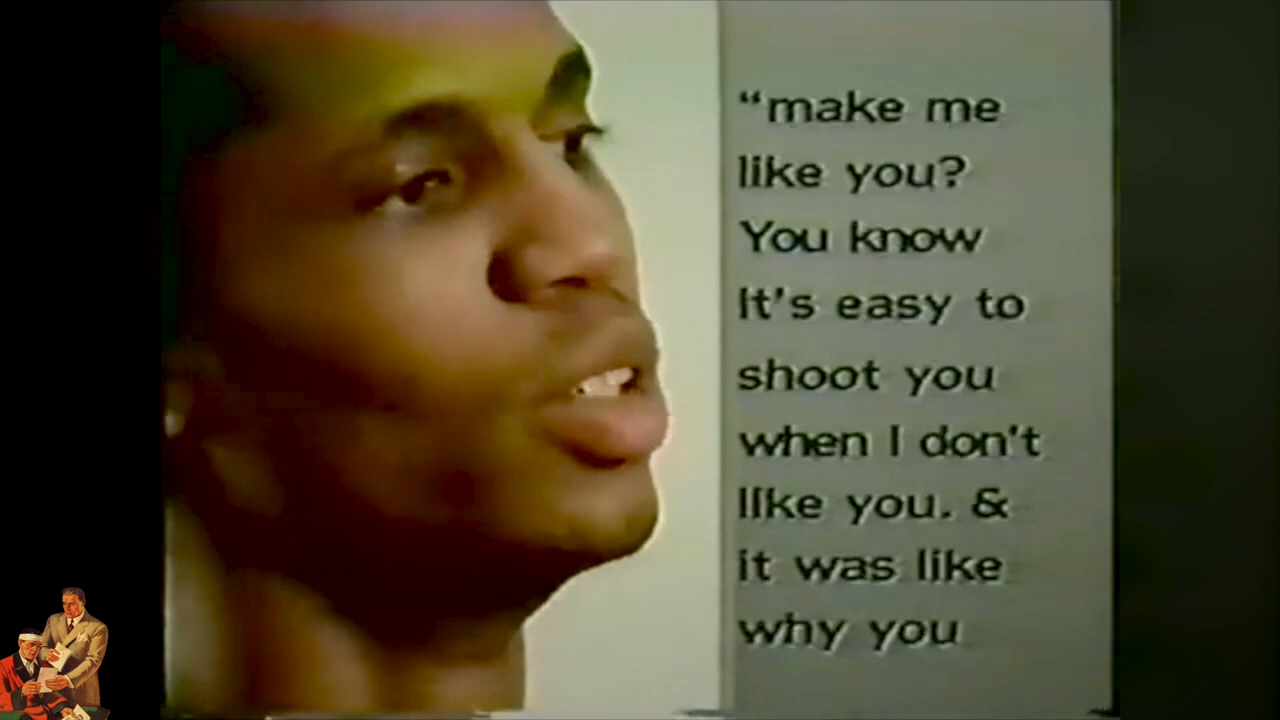 “make me
like you?
You know
it's easy to
shoot you
when I don't
like you. &
it was like
why you